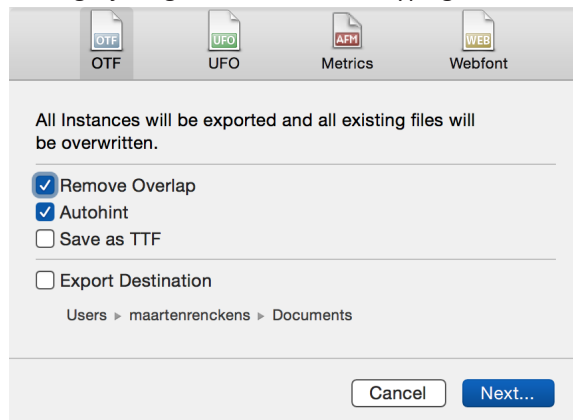 OTF UFO AFM WEB
OTF UFO Metrics Webfont
All Instances will be exported and all existing files will
be overwritten.
Remove Overlap
Autohint
Save as TTF
Export Destination
Users ▸ maartenrenckens ▸ Documents
Cancel Next...